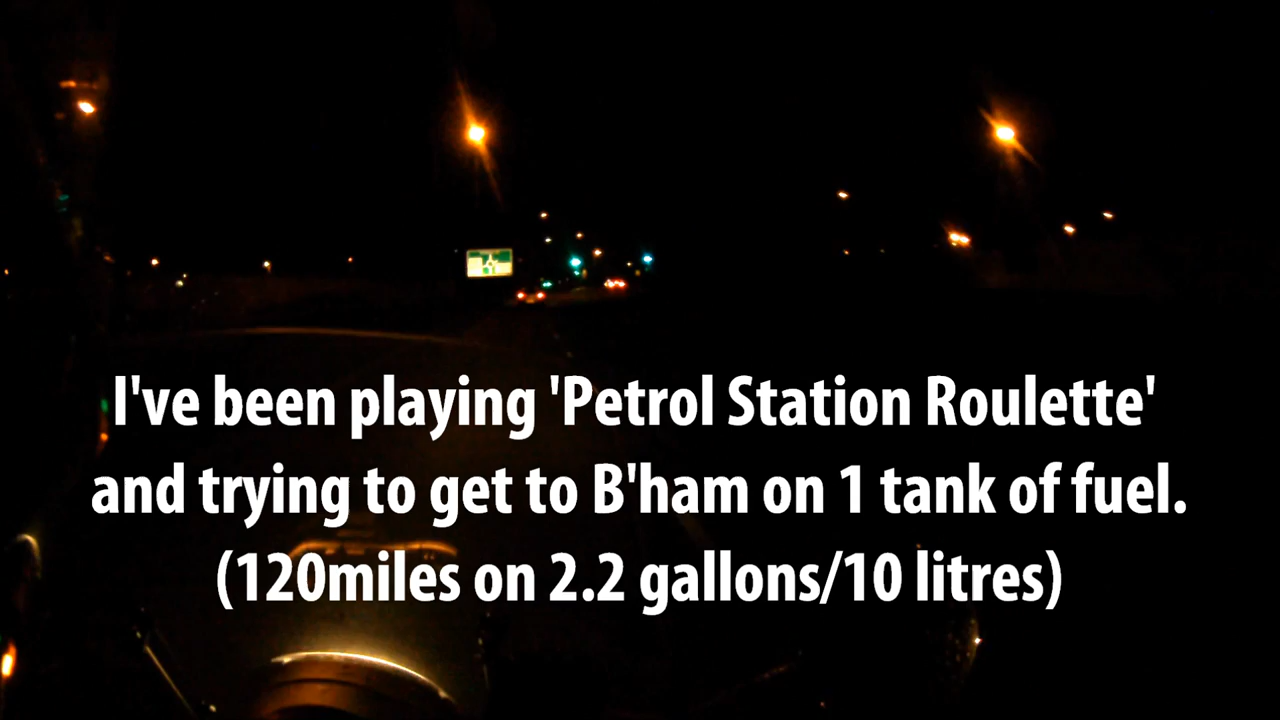 I've been playing 'Petrol Station Roulette'
and trying to get to B'ham on 1 tank of fuel.
(120miles on 2.2 gallons/10 litres)